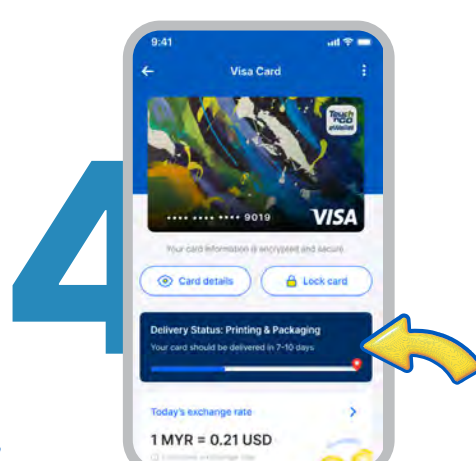 4
9:41
Visa Card
Touch
'nGO
eWallet
•••• •••• •••• 9019
VISA
Your card information is encrypted and secure.
Card details
Lock card
Delivery Status: Printing & Packaging
Your card should be delivered in 7-10 days
Today's exchange rate
1 MYR = 0.21 USD